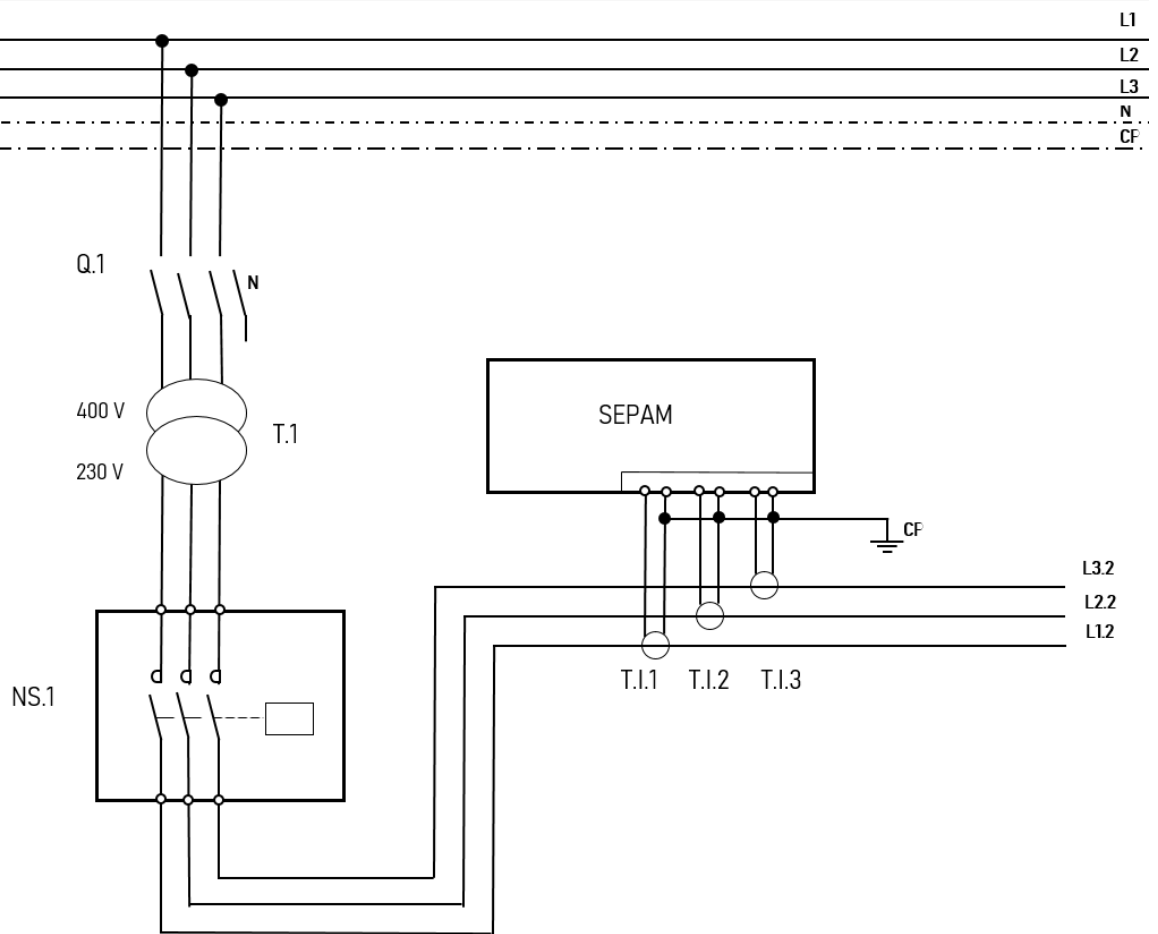 L1
L2
L3
N
CP
Q.1
N
400 V
T.1
230 V
SEPAM
CP
L3.2
L2.2
L1.2
T.I.1 T.I.2 T.I.3
NS.1